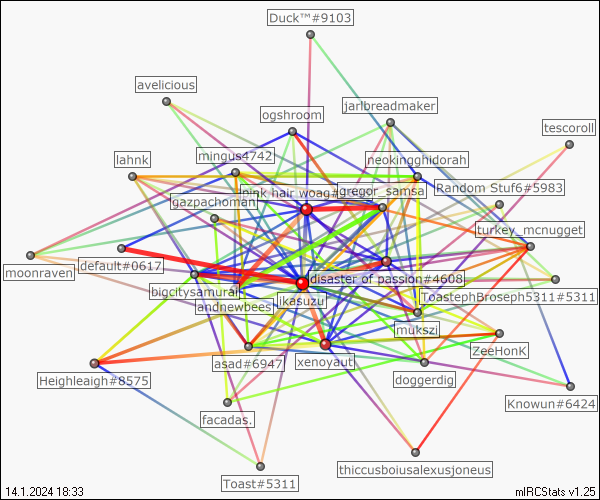 Duck™#9103
avelicious
ogshroom
jarlbreadmaker
tescoroll
lahnk
mingus4742
neokingghidorah
pink hair woag#
gregor_samsa
Random Stuf6#5983
gazpachoman
turkey_mcnugget
moonraven
default#0617
disaster of passion#4608
bigcitysamurai
ikasuzu
ToastephBroseph5311#5311
andnewbees
mukszi
xenoyaut
ZeeHonK
asad#6947
Heighleaigh#8575
doggerdig
Knowun#6424
facadas.
thiccusboiusalexusjoneus
Toast#5311
14.1.2024 18:33
mIRCStats v1.25